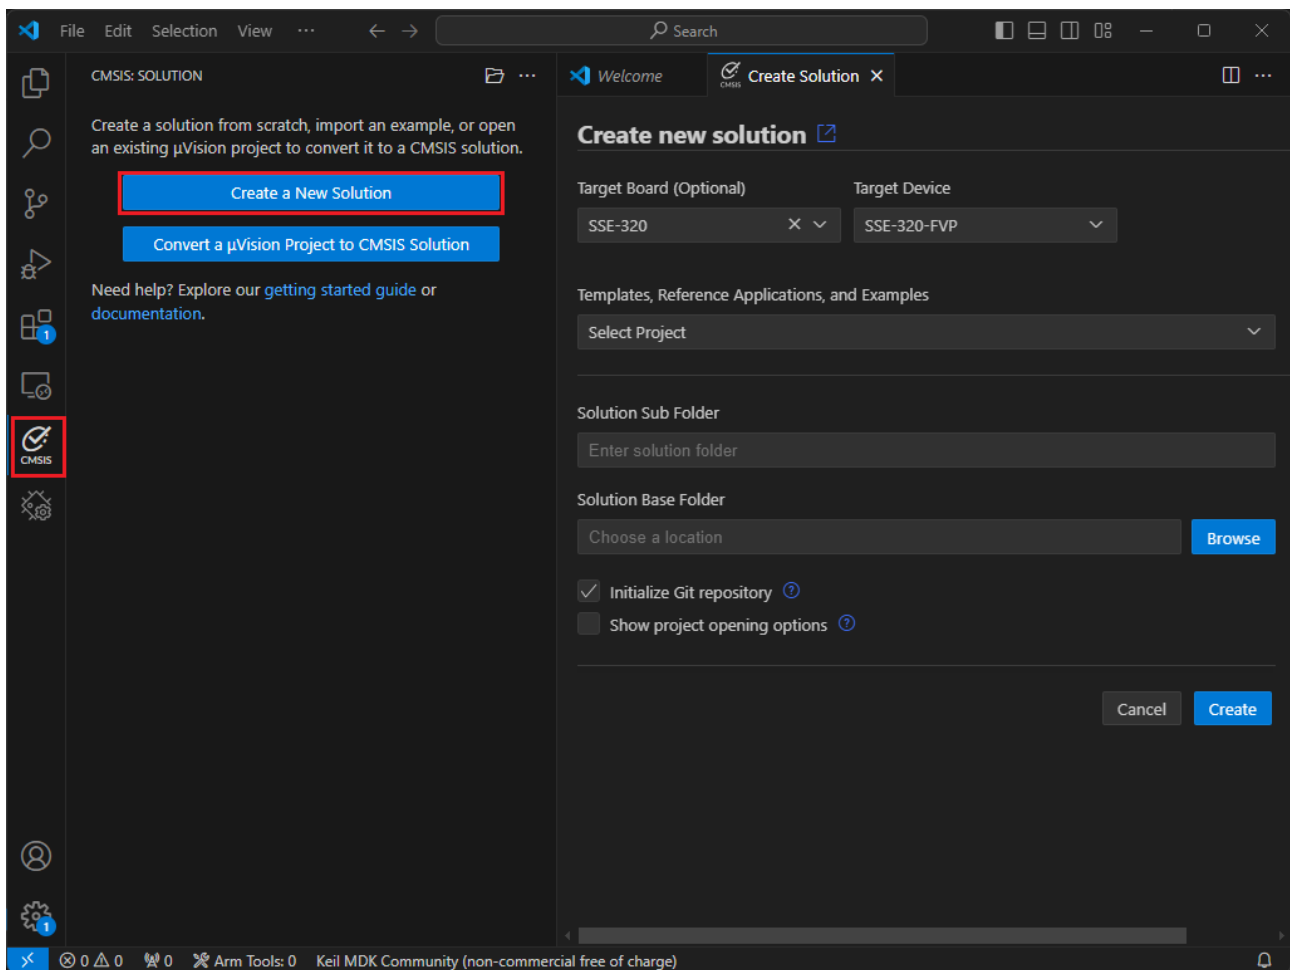 File Edit Selection View ··· Search
CMSIS: SOLUTION
Create a solution from scratch, import an example, or open
an existing µVision project to convert it to a CMSIS solution.
Create a New Solution
Convert a µVision Project to CMSIS Solution
Need help? Explore our getting started guide or
documentation.
1
CMSIS
1
Welcome
CMSIS Create Solution
Create new solution
Target Board (Optional) Target Device
SSE-320 SSE-320-FVP
Templates, Reference Applications, and Examples
Select Project
Solution Sub Folder
Enter solution folder
Solution Base Folder
Choose a location Browse
Initialize Git repository ?
Show project opening options ?
Cancel Create
0 0 0 Arm Tools: 0 Keil MDK Community (non-commercial free of charge)